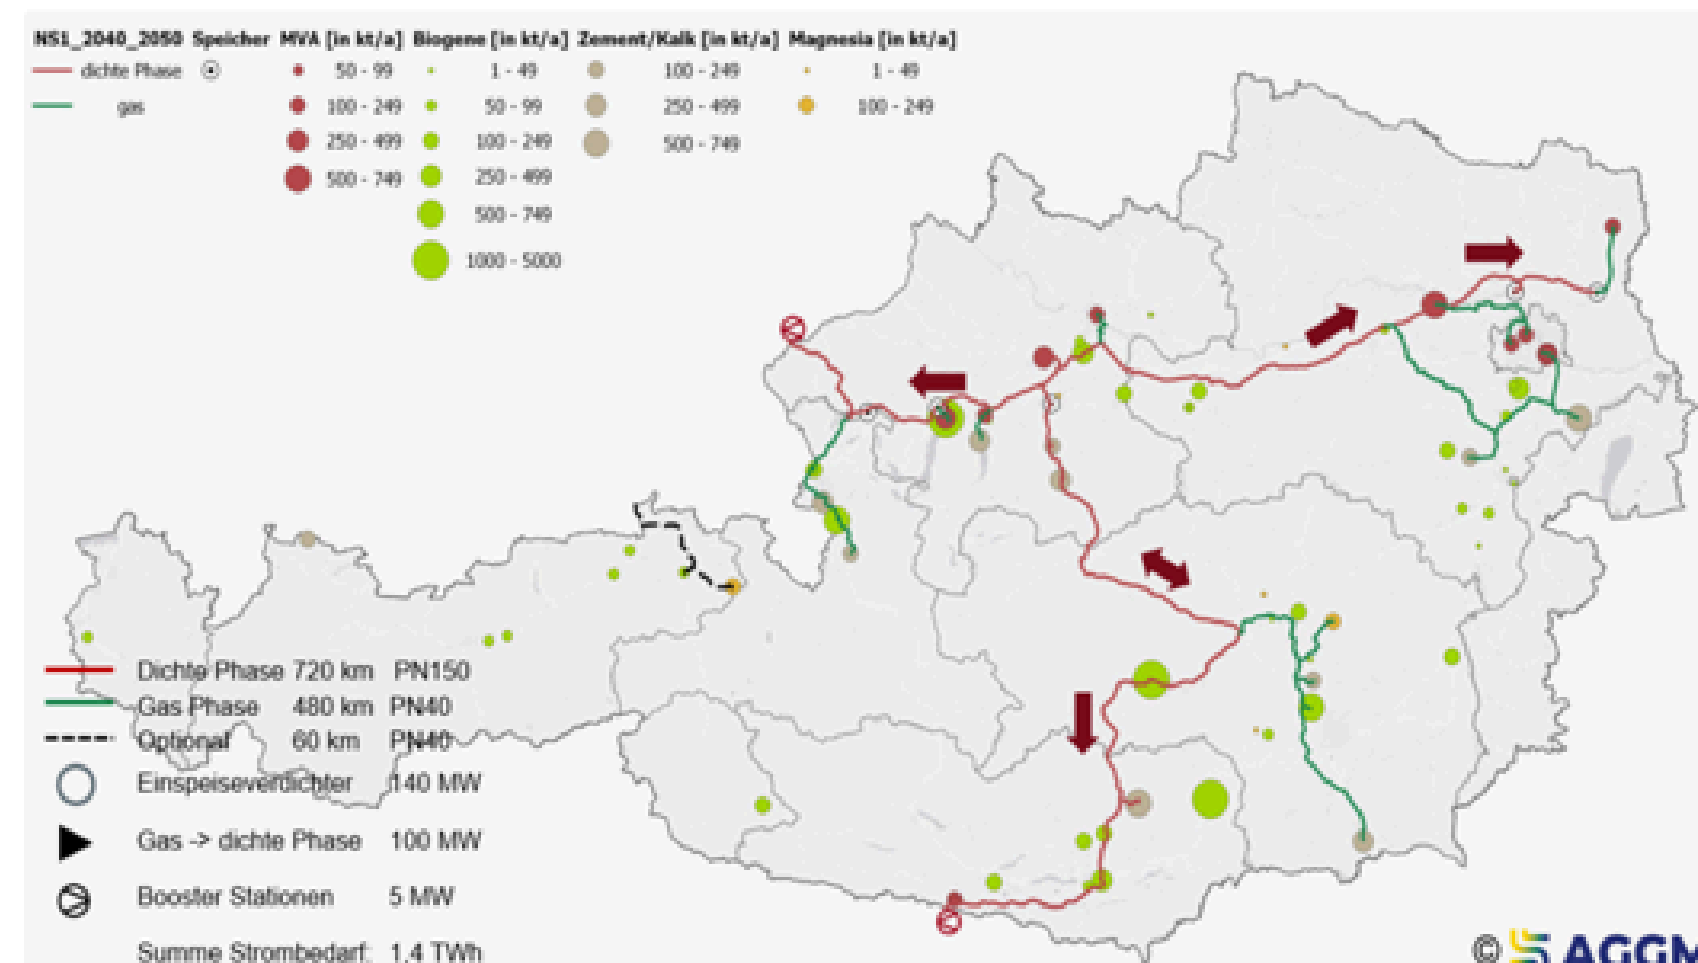 NS1_2040_2050 Speicher MVA [in kt/a] Biogene [in kt/a] Zement/Kalk [in kt/a] Magnesia [in kt/a]
dichte Phase 50 - 99 1 - 49 100 - 249 1 - 49
gas 100 - 249 50 - 99 250 - 499 100 - 249
250 - 499 100 - 249 500 - 749
500 - 749 250 - 499
500 - 749
1000 - 5000
Dichte Phase 720 km PN150
Gas Phase 480 km PN40
Optional 60 km PN40
Einspeiseverdichter 140 MW
Gas -> dichte Phase 100 MW
Booster Stationen 5 MW
Summe Strombedarf: 1,4 TWh
© AGGM